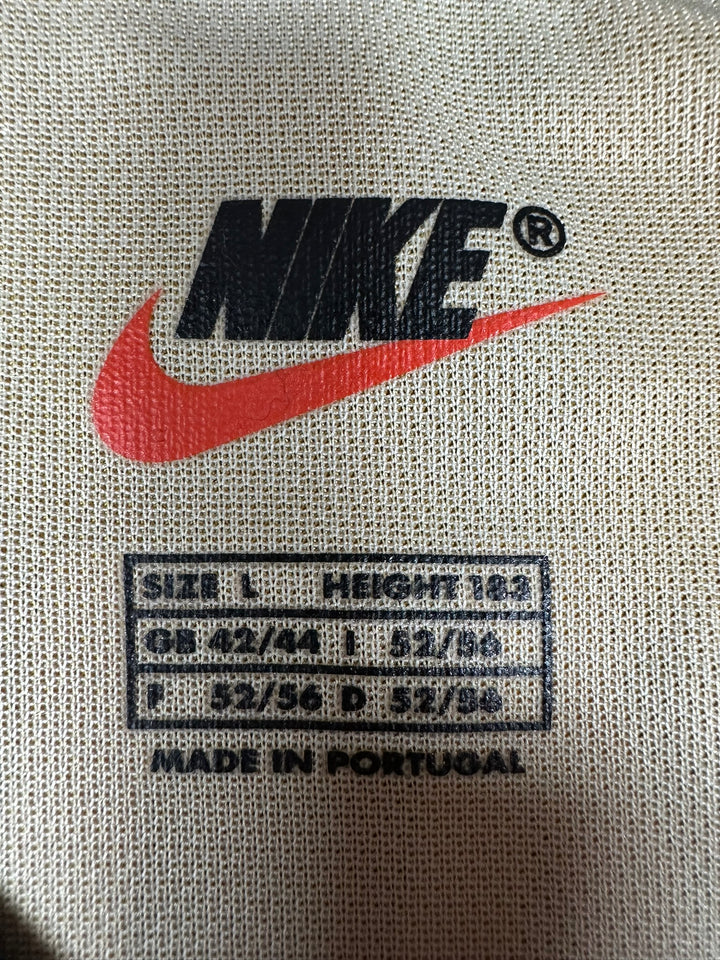 NIKE®
SIZE L HEIGHT 183
GB 42/44 I 52/56
F 52/56 D 52/56
MADE IN PORTUGAL